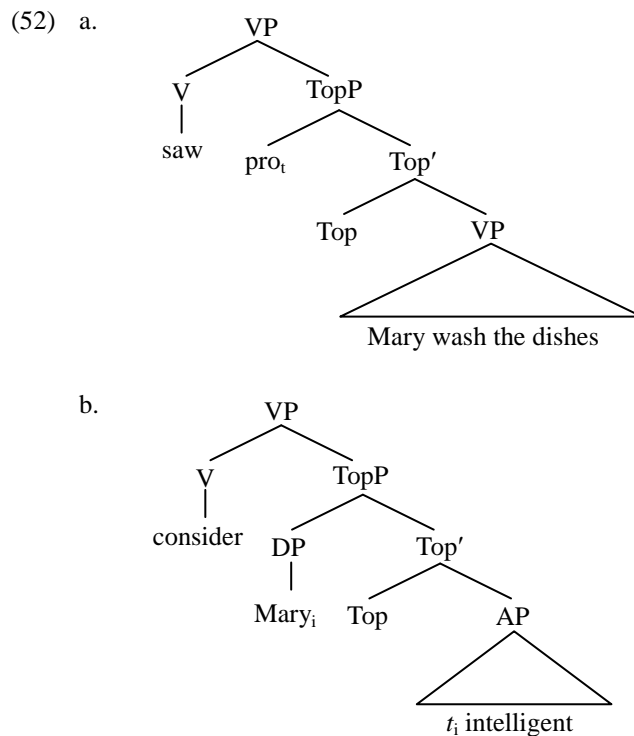 (52) a. VP
V TopP
saw pro_t Top′
Top VP
Mary wash the dishes
b. VP
V TopP
consider DP Top′
Mary_i Top AP
t_i intelligent